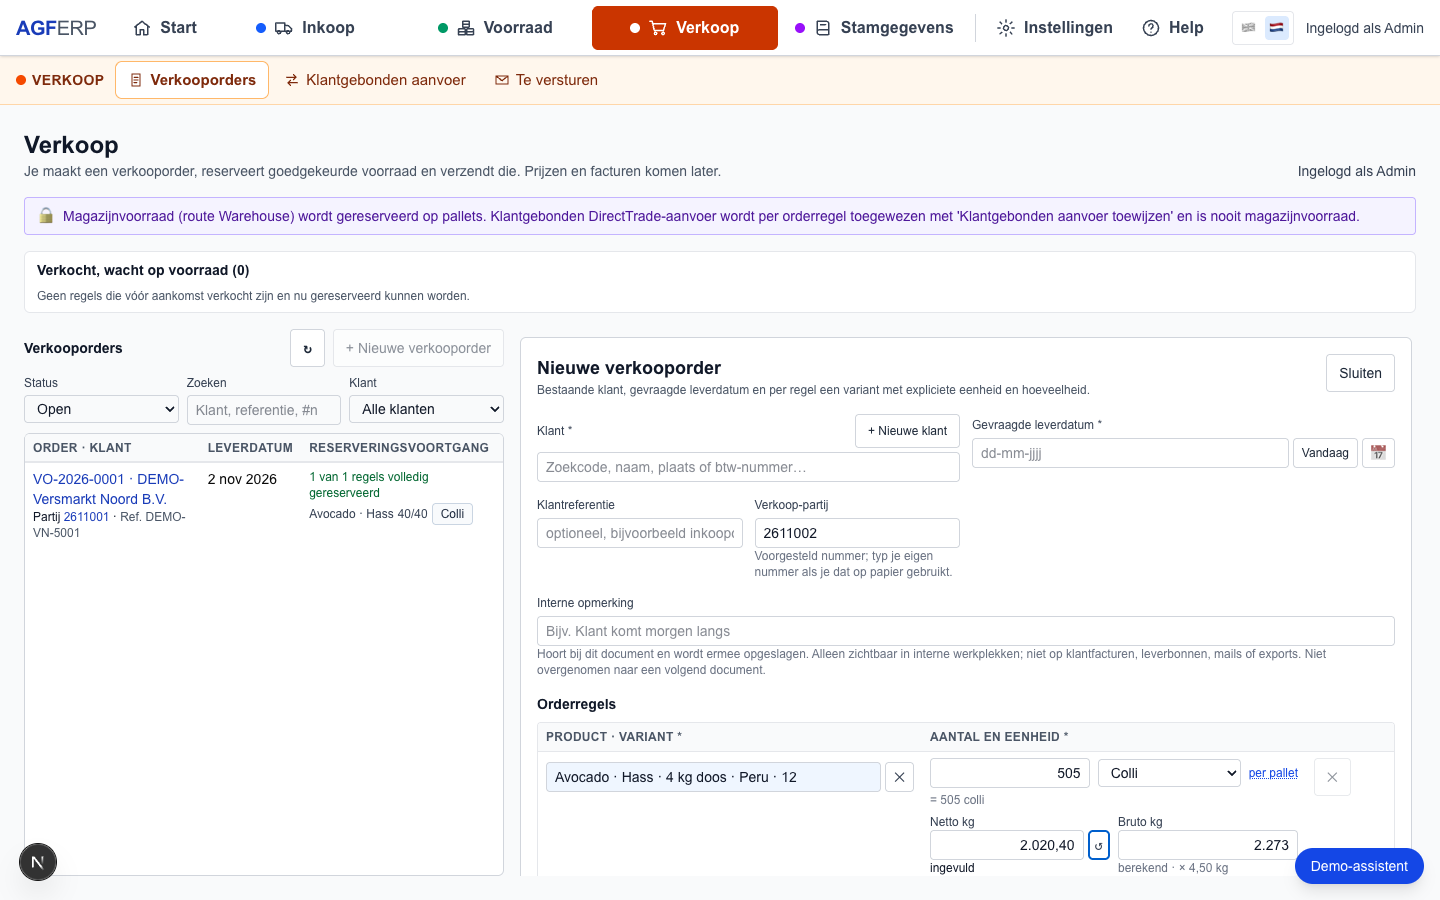 AGFERP
Start
Inkoop
Voorraad
Verkoop
Stamgegevens
Instellingen
Help
Ingelogd als Admin
VERKOOP
Verkooporders
Klantgebonden aanvoer
Te versturen
Verkoop
Je maakt een verkooporder, reserveert goedgekeurde voorraad en verzendt die. Prijzen en facturen komen later.
Ingelogd als Admin
Magazijnvoorraad (route Warehouse) wordt gereserveerd op pallets. Klantgebonden DirectTrade-aanvoer wordt per orderregel toegewezen met 'Klantgebonden aanvoer toewijzen' en is nooit magazijnvoorraad.
Verkocht, wacht op voorraad (0)
Geen regels die vóór aankomst verkocht zijn en nu gereserveerd kunnen worden.
Verkooporders
↻
+ Nieuwe verkooporder
Status
Zoeken
Klant
Open
Klant, referentie, #n
Alle klanten
ORDER · KLANT
LEVERDATUM
RESERVERINGSVOORTGANG
VO-2026-0001 · DEMO-
Versmarkt Noord B.V.
Partij 2611001 · Ref. DEMO-
VN-5001
2 nov 2026
1 van 1 regels volledig
gereserveerd
Avocado · Hass 40/40 Colli
Nieuwe verkooporder
Bestaande klant, gevraagde leverdatum en per regel een variant met expliciete eenheid en hoeveelheid.
Sluiten
Klant *
+ Nieuwe klant
Zoekcode, naam, plaats of btw-nummer…
Gevraagde leverdatum *
dd-mm-jjjj
Vandaag
Klantreferentie
optioneel, bijvoorbeeld inkoopo
Verkoop-partij
2611002
Voorgesteld nummer; typ je eigen
nummer als je dat op papier gebruikt.
Interne opmerking
Bijv. Klant komt morgen langs
Hoort bij dit document en wordt ermee opgeslagen. Alleen zichtbaar in interne werkplekken; niet op klantfacturen, leverbonnen, mails of exports. Niet
overgenomen naar een volgend document.
Orderregels
PRODUCT · VARIANT *
AANTAL EN EENHEID *
Avocado · Hass · 4 kg doos · Peru · 12
505
Colli
per pallet
= 505 colli
Netto kg
Bruto kg
2.020,40
↺
2.273
ingevuld
berekend · × 4,50 kg
N
Demo-assistent